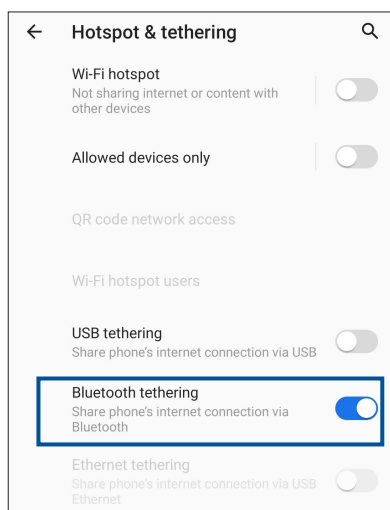 Hotspot & tethering
Wi-Fi hotspot
Not sharing internet or content with
other devices
Allowed devices only
QR code network access
Wi-Fi hotspot users
USB tethering
Share phone's internet connection via USB
Bluetooth tethering
Share phone's internet connection via
Bluetooth
Ethernet tethering
Share phone's internet connection via USB
Ethernet